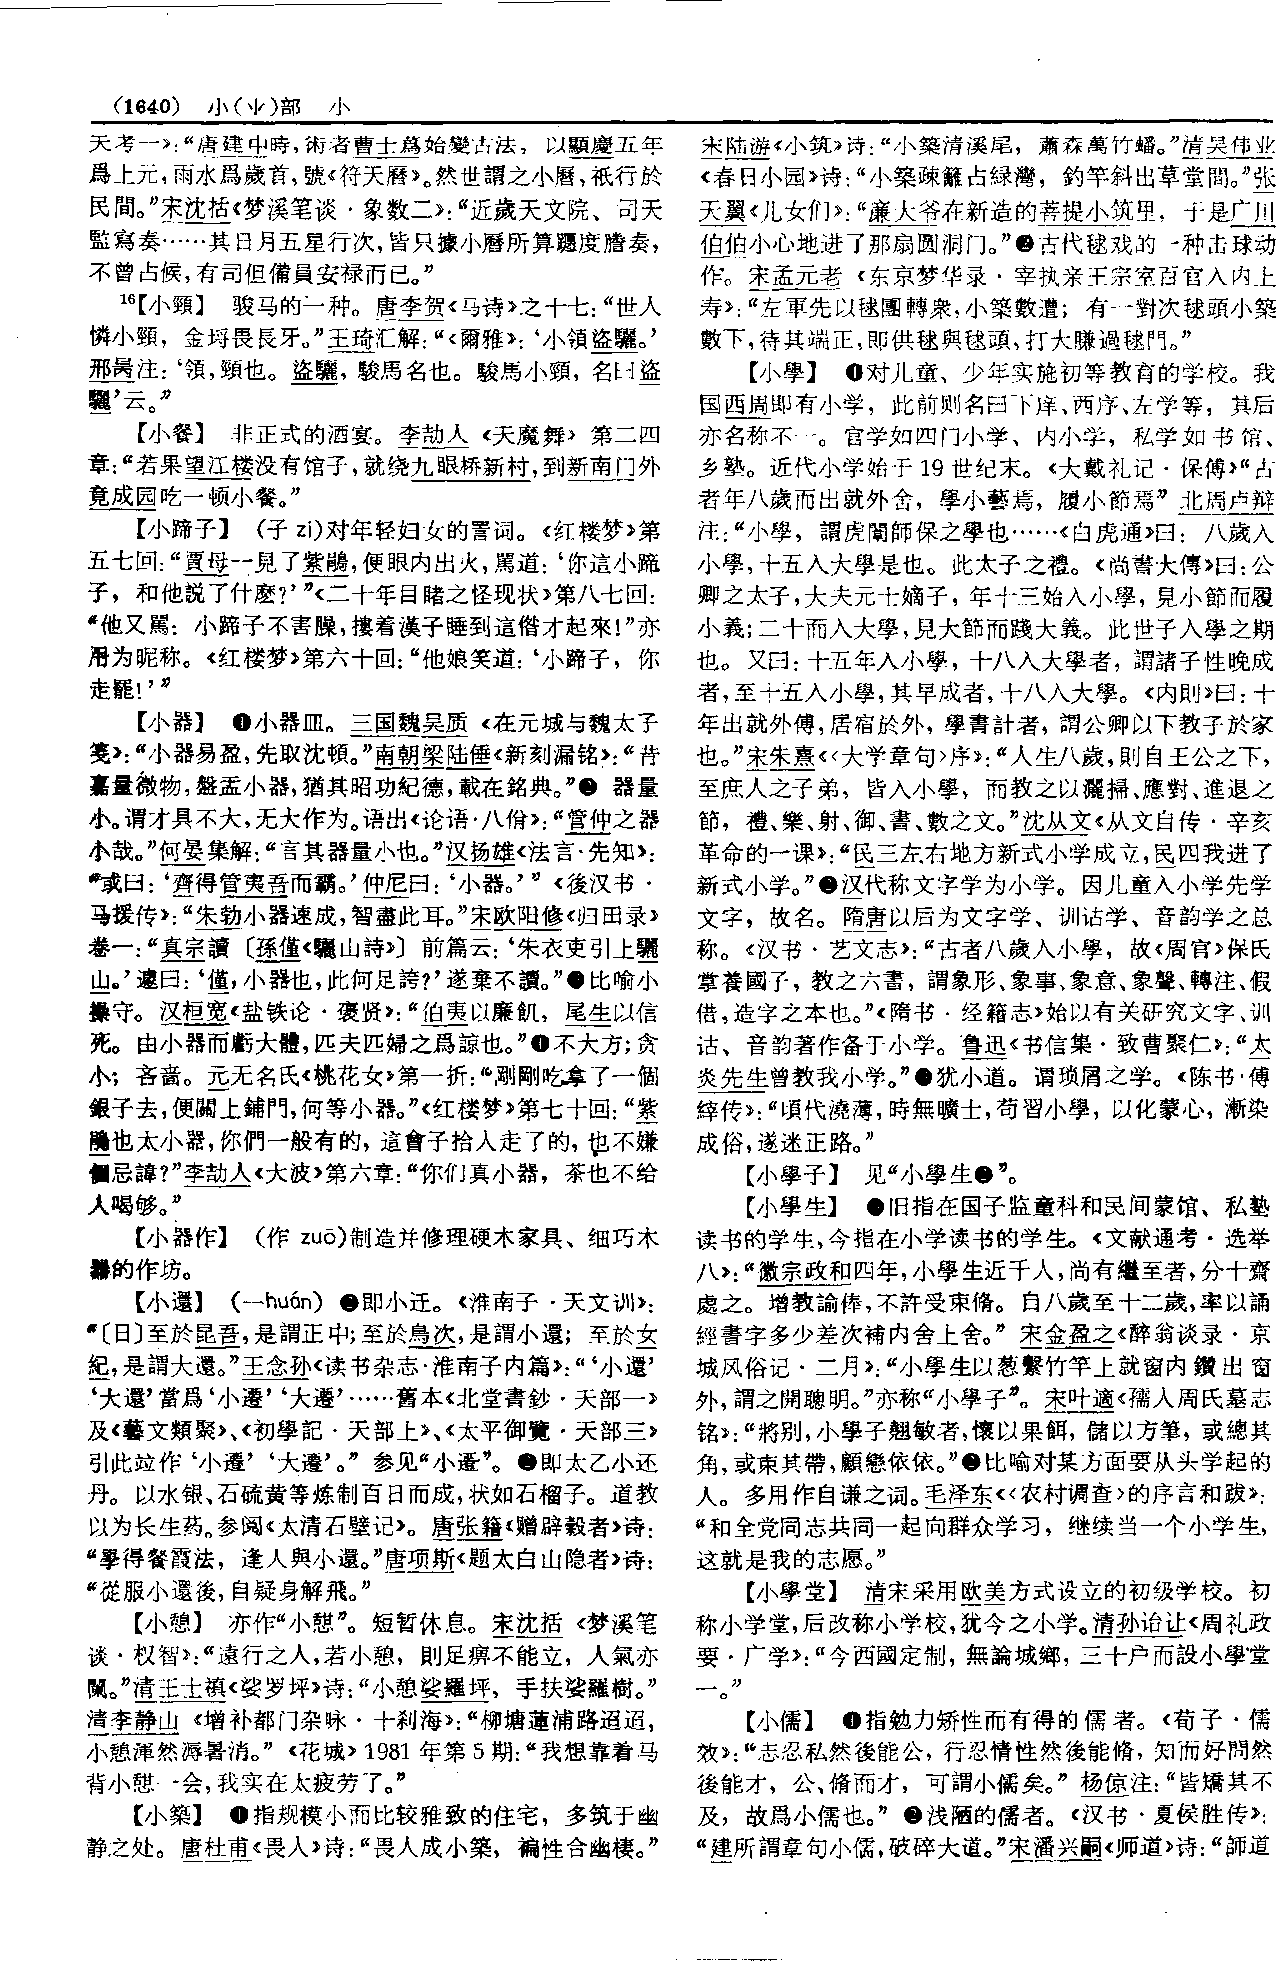 (1640) 小(⺌)部 小
天考一》：“唐建中時，術者曹士蔿始變古法，以顯慶五年
爲上元，雨水爲歲首，號《符天曆》。然世謂之小曆，衹行於
民間。”宋沈括《梦溪笔谈·象数二》：“近歲天文院、司天
監寫奏……其日月五星行次，皆只據小曆所算躔度謄奏，
不曾占候，有司但備員安禄而已。”
16【小頸】 骏马的一种。唐李贺《马诗》之十七：“世人
憐小頸，金埒畏長牙。”王琦汇解：“《爾雅》：‘小領盜驪。’
邢昺注：‘領，頸也。盜驪，駿馬名也。駿馬小頸，名曰盜
驪’云。”
【小餐】 非正式的酒宴。李劼人《天魔舞》第二四
章：“若果望江楼没有馆子，就绕九眼桥新村，到新南门外
竟成园吃一顿小餐。”
【小蹄子】 (子 zi)对年轻妇女的詈词。《红楼梦》第
五七回：“賈母一見了紫鵑，便眼内出火，駡道：‘你這小蹄
子，和他説了什麽？’”《二十年目睹之怪现状》第八七回：
“他又駡：小蹄子不害臊，摟着漢子睡到這偺才起來！”亦
用为昵称。《红楼梦》第六十回：“他娘笑道：‘小蹄子，你
走罷！’”
【小器】 ❶小器皿。三国魏吴质《在元城与魏太子
笺》：“小器易盈，先取沈頓。”南朝梁陆倕《新刻漏铭》：“昔
嘉量微物，盤盂小器，猶其昭功紀德，載在銘典。”❷ 器量
小。谓才具不大，无大作为。语出《论语·八佾》：“管仲之器
小哉。”何晏集解：“言其器量小也。”汉扬雄《法言·先知》：
“或曰：‘齊得管夷吾而霸。’仲尼曰：‘小器。’”《後汉书·
马援传》：“朱勃小器速成，智盡此耳。”宋欧阳修《归田录》
卷一：“真宗讀〔孫僅《驪山詩》〕前篇云：‘朱衣吏引上驪
山。’遽曰：‘僅，小器也，此何足誇？’遂棄不讀。”❸比喻小
操守。汉桓宽《盐铁论·褒贤》：“伯夷以廉飢，尾生以信
死。由小器而虧大體，匹夫匹婦之爲諒也。”❹不大方；贪
小；吝啬。元无名氏《桃花女》第一折：“剛剛吃拿了一個
銀子去，便關上鋪門，何等小器。”《红楼梦》第七十回：“紫
鵑也太小器，你們一般有的，這會子拾人走了的，也不嫌
個忌諱？”李劼人《大波》第六章：“你们真小器，茶也不给
人喝够。”
【小器作】 (作 zuō)制造并修理硬木家具、细巧木
器的作坊。
【小還】 (—huán) ❶即小迁。《淮南子·天文训》：
“〔日〕至於昆吾，是謂正中；至於鳥次，是謂小還；至於女
紀，是謂大還。”王念孙《读书杂志·淮南子内篇》：“‘小還’
‘大還’當爲‘小遷’‘大遷’……舊本《北堂書鈔·天部一》
及《藝文類聚》、《初學記·天部上》、《太平御覽·天部三》
引此竝作‘小遷’‘大遷’。”参见“小遷”。❷即太乙小还
丹。以水银、石硫黄等炼制百日而成，状如石榴子。道教
以为长生药。参阅《太清石壁记》。唐张籍《赠辟穀者》诗：
“學得餐霞法，逢人與小還。”唐项斯《题太白山隐者》诗：
“從服小還後，自疑身解飛。”
【小憩】 亦作“小憇”。短暂休息。宋沈括《梦溪笔
谈·权智》：“遠行之人，若小憩，則足痹不能立，人氣亦
闌。”清王士禛《娑罗坪》诗：“小憩娑羅坪，手扶娑羅樹。”
清李静山《增补都门杂咏·十刹海》：“柳塘蓮浦路迢迢，
小憩渾然溽暑消。”《花城》1981年第5期：“我想靠着马
背小憇一会，我实在太疲劳了。”
【小築】 ❶指规模小而比较雅致的住宅，多筑于幽
静之处。唐杜甫《畏人》诗：“畏人成小築，褊性合幽棲。”
宋陆游《小筑》诗：“小築清溪尾，蕭森萬竹蟠。”清吴伟业
《春日小园》诗：“小築疎籬占緑灣，釣竿斜出草堂間。”张
天翼《儿女们》：“廉大爷在新造的菩提小筑里，于是广川
伯伯小心地进了那扇圆洞门。”❷古代毬戏的一种击球动
作。宋孟元老《东京梦华录·宰执亲王宗室百官入内上
寿》：“左軍先以毬團轉衆，小築數遭；有一對次毬頭小築
數下，待其端正，即供毬與毬頭，打大賺過毬門。”
【小學】 ❶对儿童、少年实施初等教育的学校。我
国西周即有小学，此前则名曰下庠、西序、左学等，其后
亦名称不一。官学如四门小学、内小学，私学如书馆、
乡塾。近代小学始于19世纪末。《大戴礼记·保傅》“古
者年八歲而出就外舍，學小藝焉，履小節焉”北周卢辩
注：“小學，謂虎闈師保之學也……《白虎通》曰：八歲入
小學，十五入大學是也。此太子之禮。《尚書大傳》曰：公
卿之太子，大夫元士嫡子，年十三始入小學，見小節而履
小義；二十而入大學，見大節而踐大義。此世子入學之期
也。又曰：十五年入小學，十八入大學者，謂諸子性晚成
者，至十五入小學，其早成者，十八入大學。《内則》曰：十
年出就外傅，居宿於外，學書計者，謂公卿以下教子於家
也。”宋朱熹《〈大学章句〉序》：“人生八歲，則自王公之下，
至庶人之子弟，皆入小學，而教之以灑掃、應對、進退之
節，禮、樂、射、御、書、數之文。”沈从文《从文自传·辛亥
革命的一课》：“民三左右地方新式小学成立，民四我进了
新式小学。”❷汉代称文字学为小学。因儿童入小学先学
文字，故名。隋唐以后为文字学、训诂学、音韵学之总
称。《汉书·艺文志》：“古者八歲入小學，故《周官》保氏
掌養國子，教之六書，謂象形、象事、象意、象聲、轉注、假
借，造字之本也。”《隋书·经籍志》始以有关研究文字、训
诂、音韵著作备于小学。鲁迅《书信集·致曹聚仁》：“太
炎先生曾教我小学。”❸犹小道。谓琐屑之学。《陈书·傅
縡传》：“頃代澆薄，時無曠士，苟習小學，以化蒙心，漸染
成俗，遂迷正路。”
【小學子】 见“小學生❶”。
【小學生】 ❶旧指在国子监童科和民间蒙馆、私塾
读书的学生，今指在小学读书的学生。《文献通考·选举
八》：“徽宗政和四年，小學生近千人，尚有繼至者，分十齋
處之。增教諭俸，不許受束脩。自八歲至十二歲，率以誦
經書字多少差次補内舍上舍。”宋金盈之《醉翁谈录·京
城风俗记·二月》：“小學生以葱繫竹竿上就窗内鑽出窗
外，謂之開聰明。”亦称“小學子”。宋叶適《孺人周氏墓志
铭》：“將别，小學子翹敏者，懷以果餌，儲以方筆，或總其
角，或束其帶，顧戀依依。”❷比喻对某方面要从头学起的
人。多用作自谦之词。毛泽东《〈农村调查〉的序言和跋》：
“和全党同志共同一起向群众学习，继续当一个小学生，
这就是我的志愿。”
【小學堂】 清末采用欧美方式设立的初级学校。初
称小学堂，后改称小学校，犹今之小学。清孙诒让《周礼政
要·广学》：“今西國定制，無論城鄉，三十户而設小學堂
一。”
【小儒】 ❶指勉力矫性而有得的儒者。《荀子·儒
效》：“志忍私然後能公，行忍情性然後能脩，知而好問然
後能才，公、脩而才，可謂小儒矣。”杨倞注：“皆矯其不
及，故爲小儒也。” ❷浅陋的儒者。《汉书·夏侯胜传》：
“建所謂章句小儒，破碎大道。”宋潘兴嗣《师道》诗：“師道